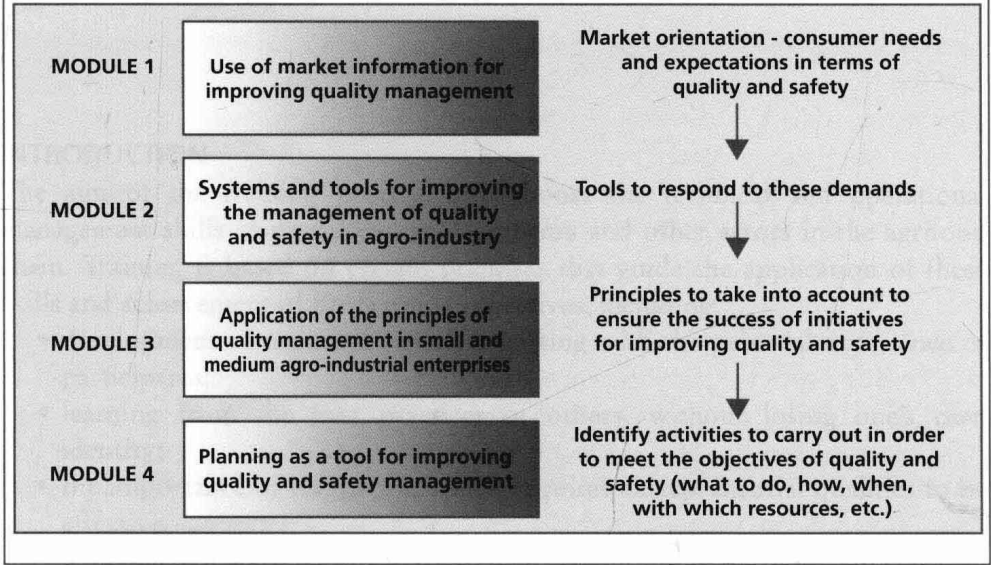 MODULE 1
Use of market information for
improving quality management
Market orientation - consumer needs
and expectations in terms of
quality and safety
MODULE 2
Systems and tools for improving
the management of quality
and safety in agro-industry
Tools to respond to these demands
MODULE 3
Application of the principles of
quality management in small and
medium agro-industrial enterprises
Principles to take into account to
ensure the success of initiatives
for improving quality and safety
MODULE 4
Planning as a tool for improving
quality and safety management
Identify activities to carry out in order
to meet the objectives of quality and
safety (what to do, how, when,
with which resources, etc.)